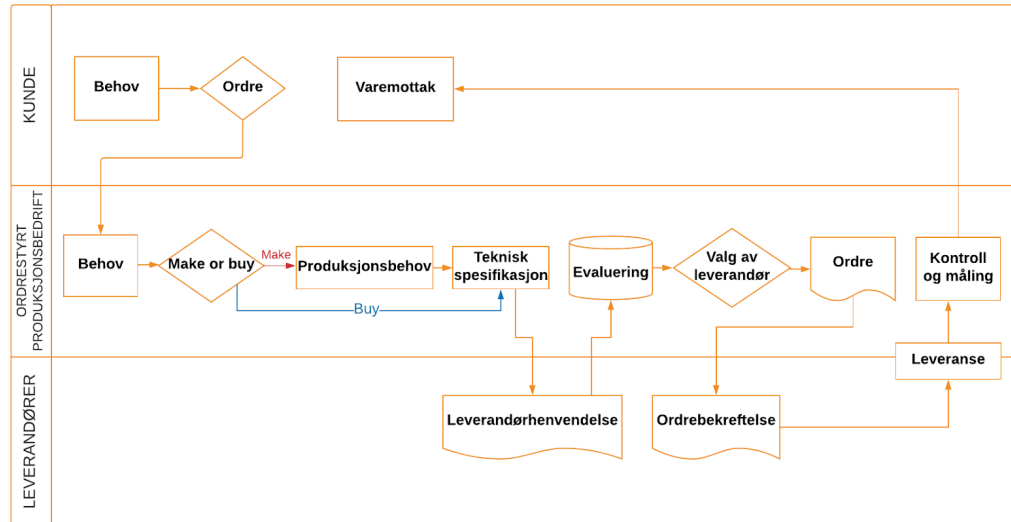 KUNDE
Behov
Ordre
Varemottak
ORDRESTYRT
PRODUKSJONSBEDRIFT
Behov
Make or buy
Make
Produksjonsbehov
Teknisk
spesifikasjon
Evaluering
Valg av
leverandør
Ordre
Kontroll
og måling
Buy
Leveranse
LEVERANDØRER
Leverandørhenvendelse
Ordrebekreftelse